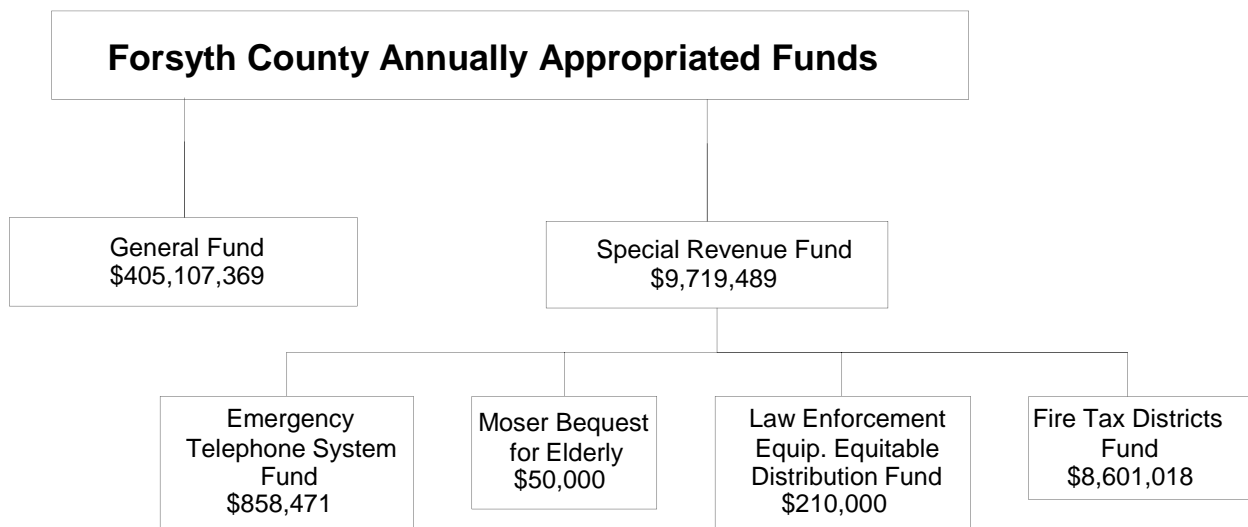 Forsyth County Annually Appropriated Funds
General Fund
$405,107,369
Special Revenue Fund
$9,719,489
Emergency
Telephone System
Fund
$858,471
Moser Bequest
for Elderly
$50,000
Law Enforcement
Equip. Equitable
Distribution Fund
$210,000
Fire Tax Districts
Fund
$8,601,018